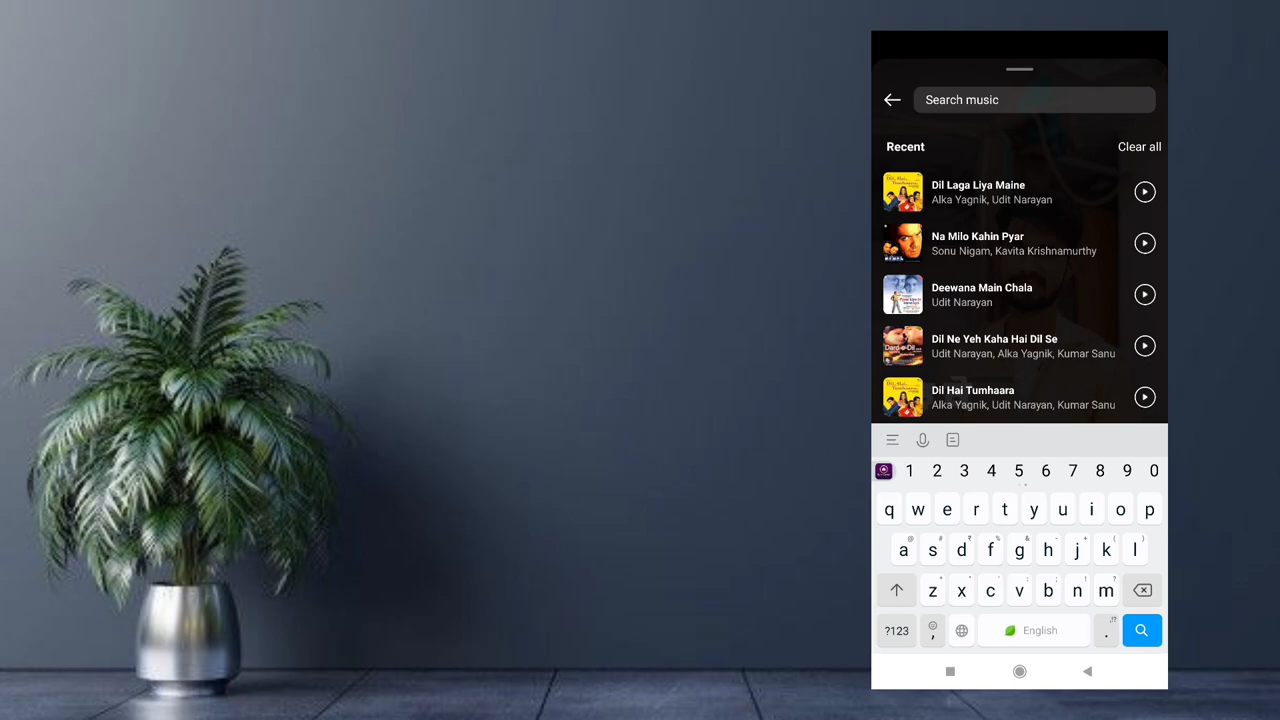 Search music
Recent
Clear all
Dil Laga Liya Maine
Alka Yagnik, Udit Narayan
Na Milo Kahin Pyar
Sonu Nigam, Kavita Krishnamurthy
Deewana Main Chala
Udit Narayan
Dil Ne Yeh Kaha Hai Dil Se
Udit Narayan, Alka Yagnik, Kumar Sanu
Dil Hai Tumhaara
Alka Yagnik, Udit Narayan, Kumar Sanu
1 2 3 4 5 6 7 8 9 0
q w e r t y u i o p
a s d f g h j k l
z x c v b n m
?123 , English .